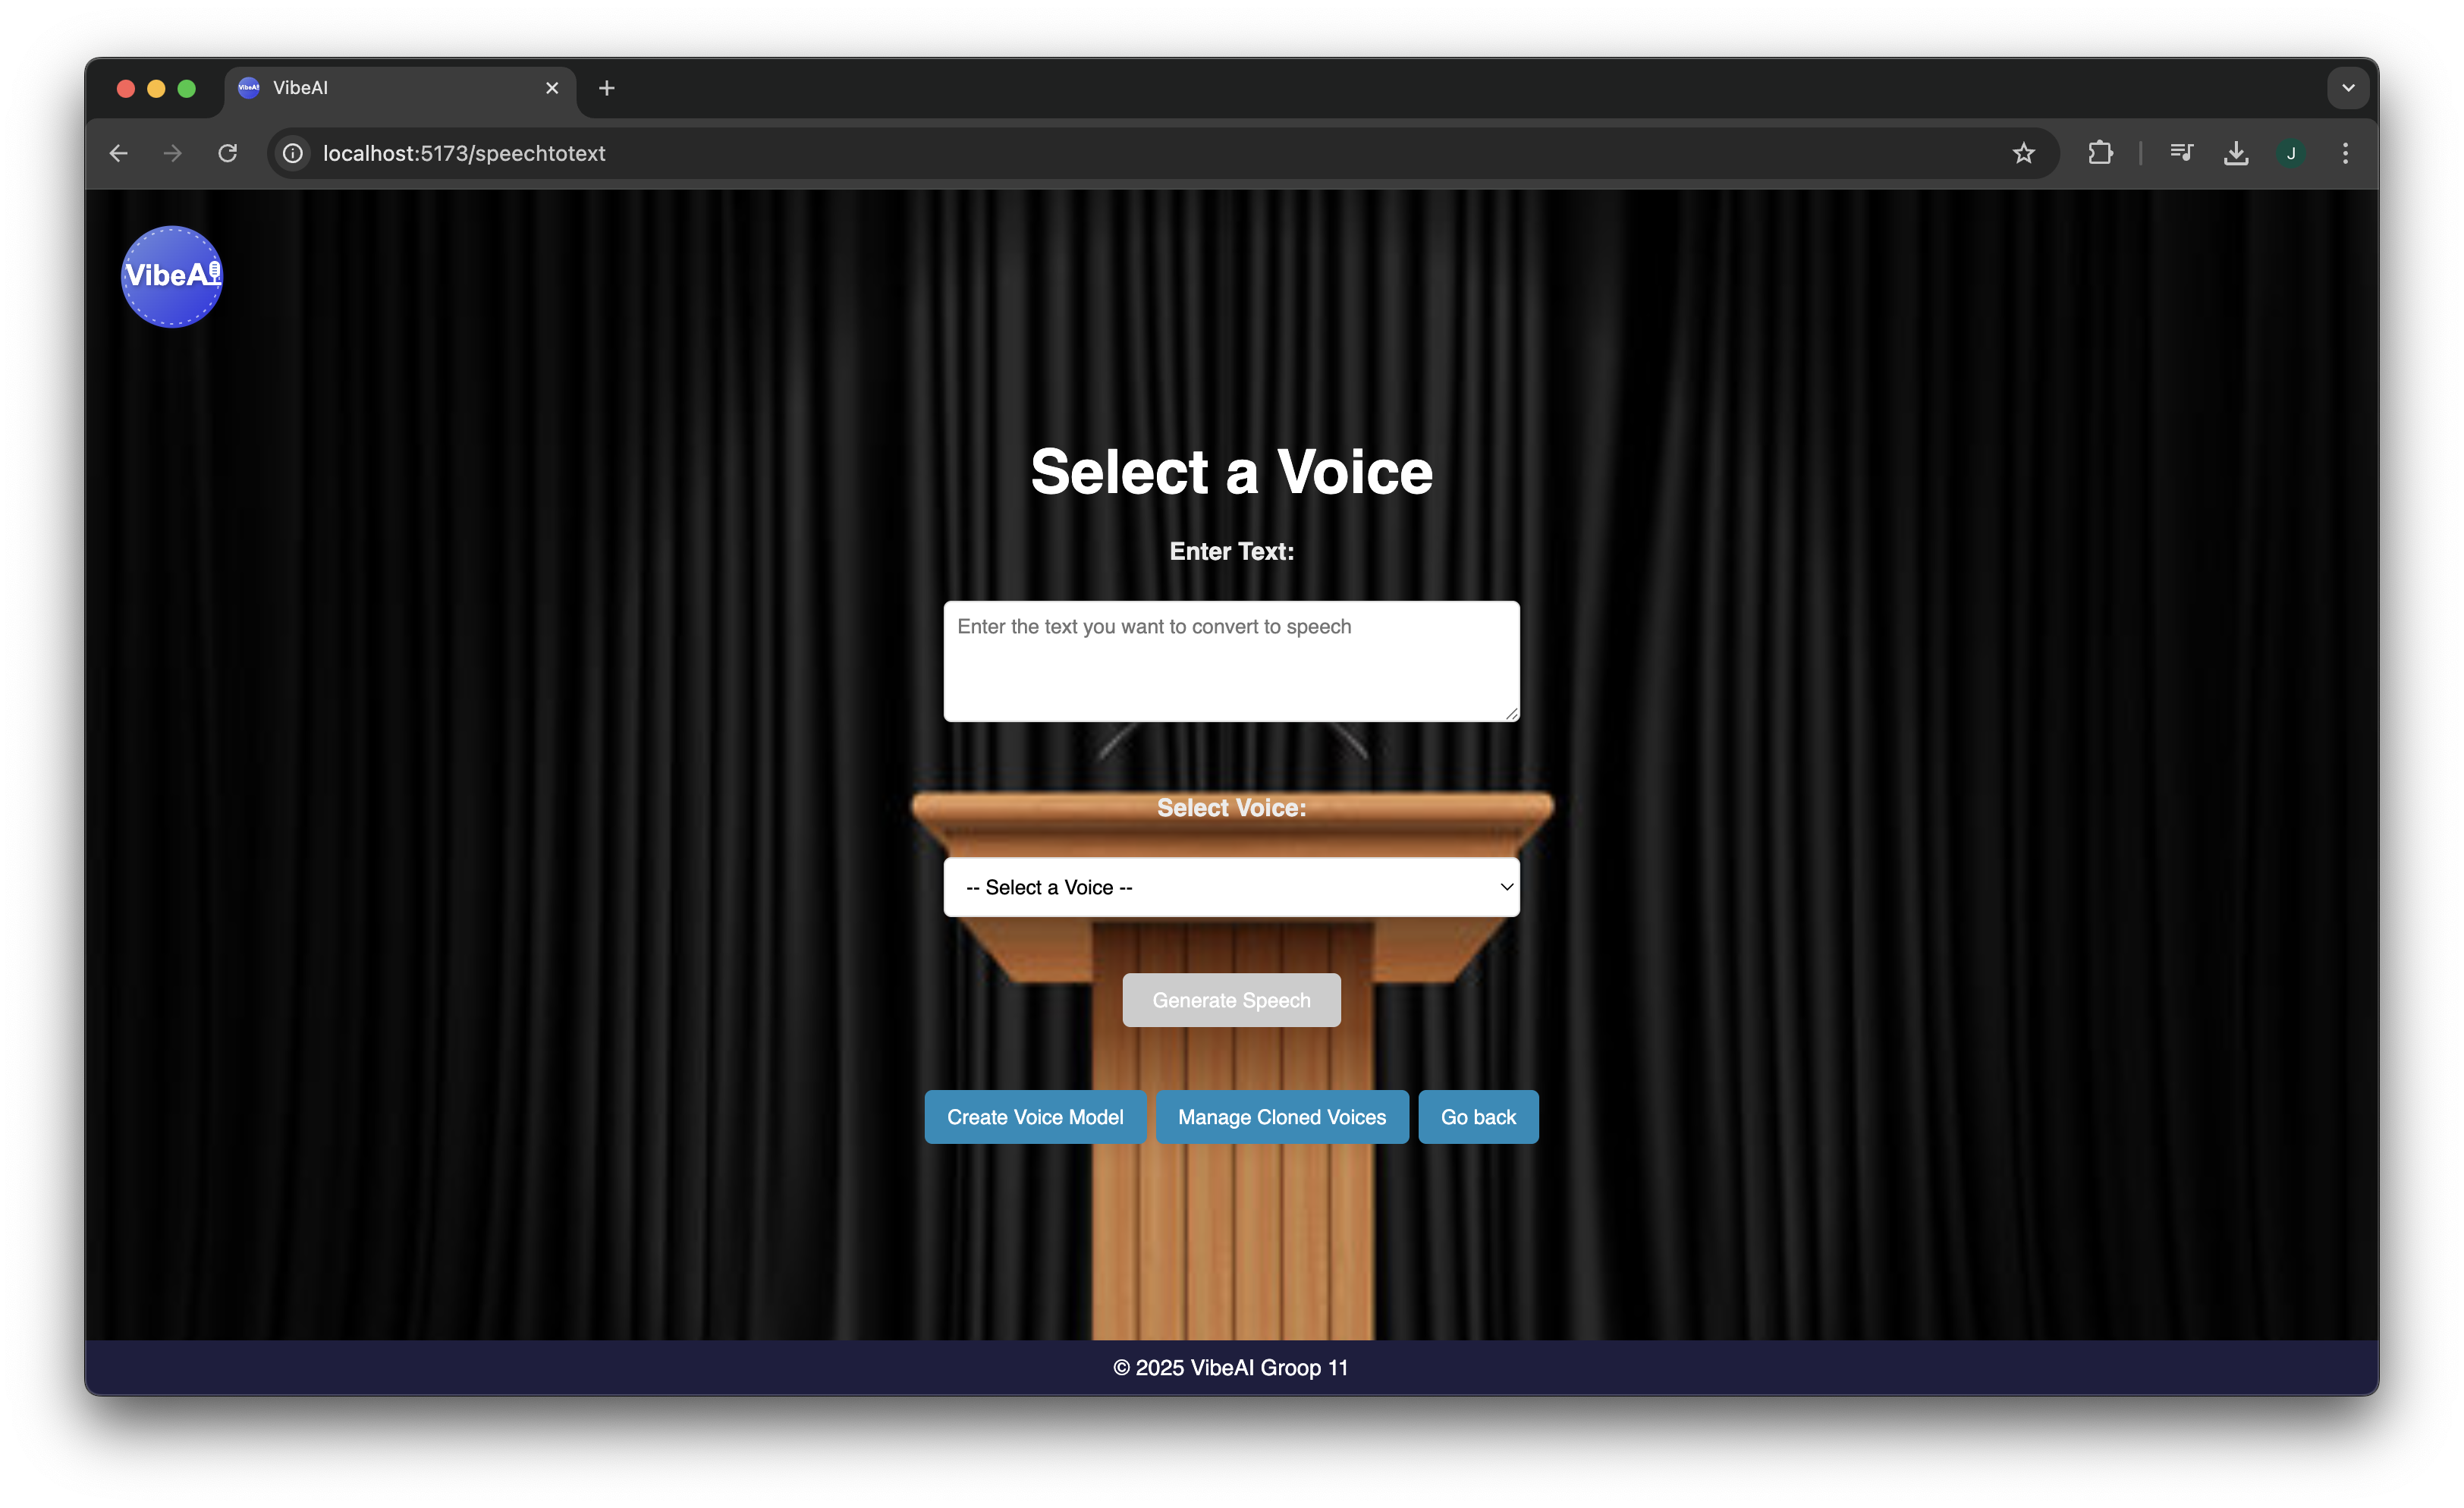 VibeAI
localhost:5173/speechtotext
J
VibeAI
Select a Voice
Enter Text:
Enter the text you want to convert to speech
Select Voice:
-- Select a Voice --
Generate Speech
Create Voice Model Manage Cloned Voices Go back
© 2025 VibeAI Groop 11